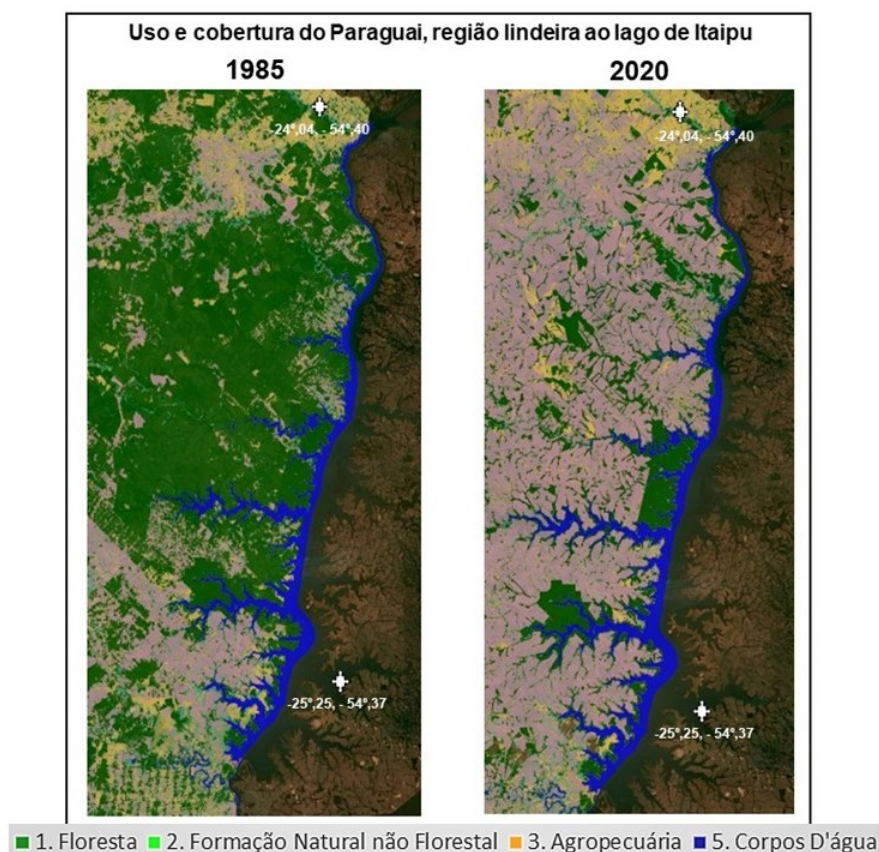 Uso e cobertura do Paraguai, região lindeira ao lago de Itaipu
1985
2020
-24°,04, - 54°,40
-24°,04, - 54°,40
-25°,25, - 54°,37
-25°,25, - 54°,37
1. Floresta 2. Formação Natural não Florestal 3. Agropecuária 5. Corpos D'água